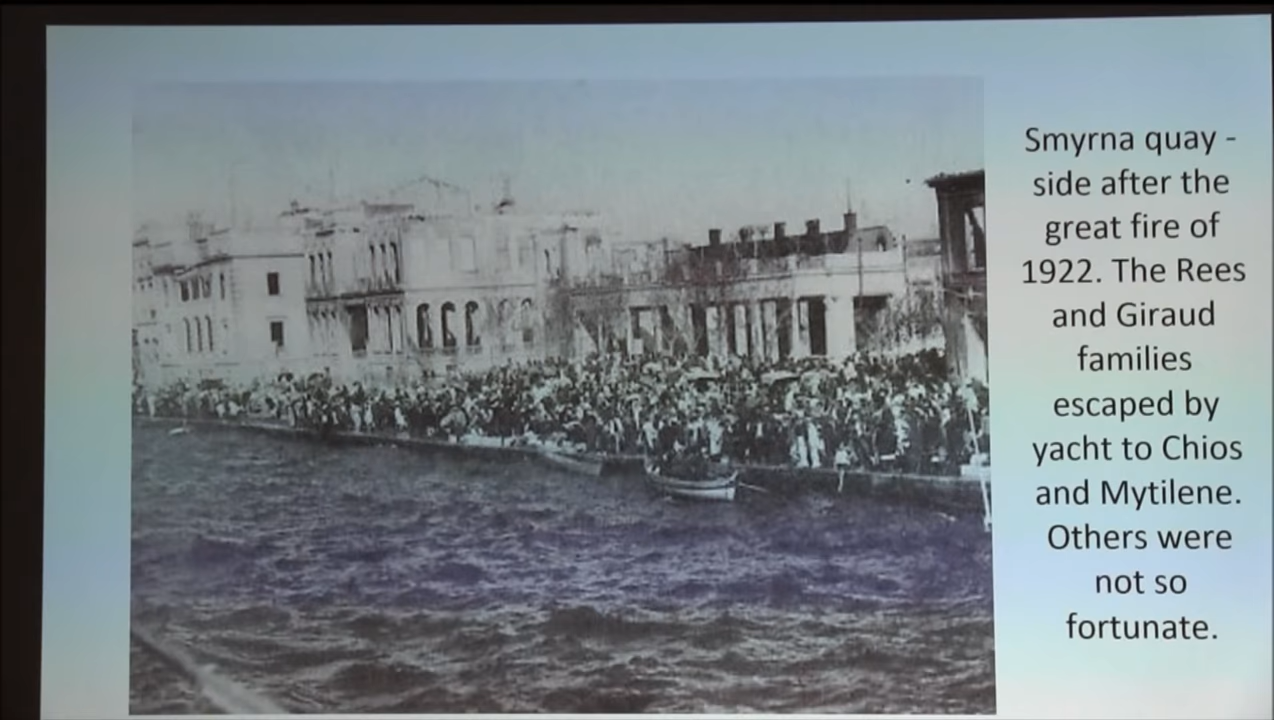 Smyrna quay -
side after the
great fire of
1922. The Rees
and Giraud
families
escaped by
yacht to Chios
and Mytilene.
Others were
not so
fortunate.